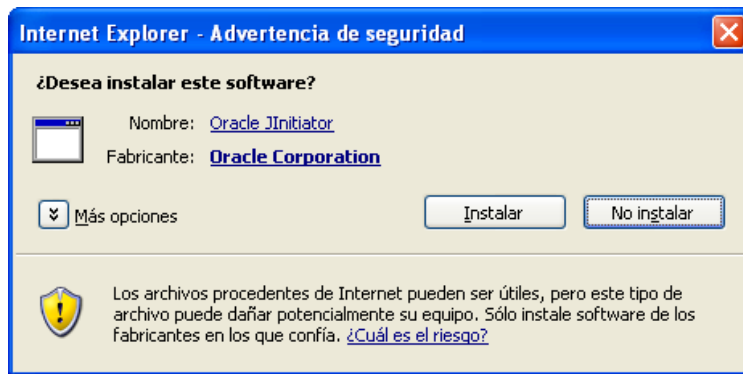 Internet Explorer - Advertencia de seguridad
¿Desea instalar este software?
Nombre: Oracle JInitiator
Fabricante: Oracle Corporation
Más opciones Instalar No instalar
Los archivos procedentes de Internet pueden ser útiles, pero este tipo de
archivo puede dañar potencialmente su equipo. Sólo instale software de los
fabricantes en los que confía. ¿Cuál es el riesgo?